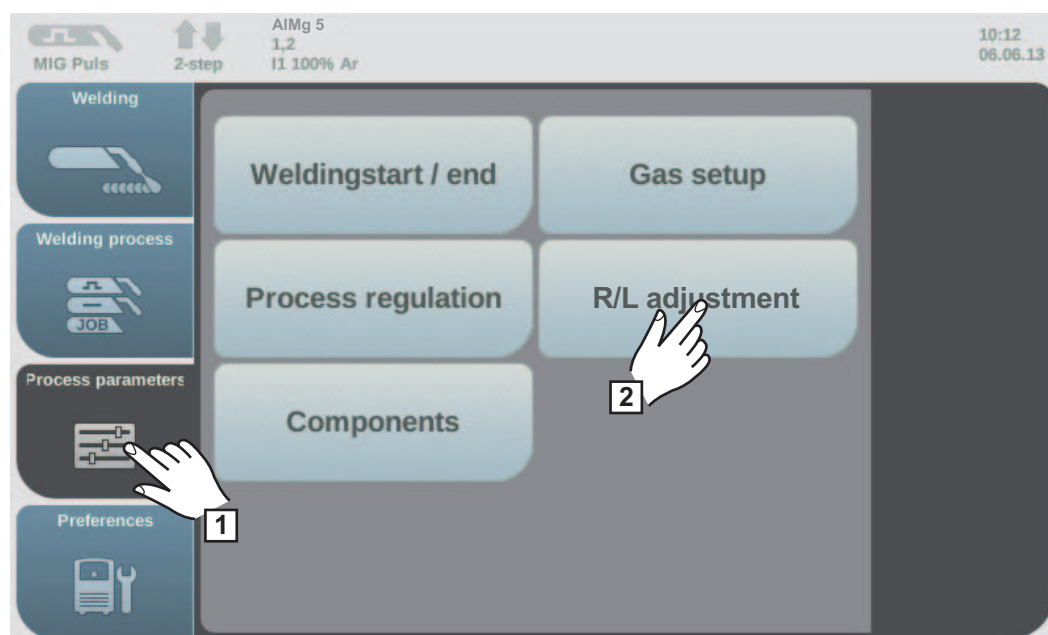 AlMg 5
1,2
I1 100% Ar
MIG Puls
2-step
10:12
06.06.13
Welding
Weldingstart / end
Gas setup
Welding process
JOB
Process regulation
R/L adjustment
2
Process parameters
Components
1
Preferences